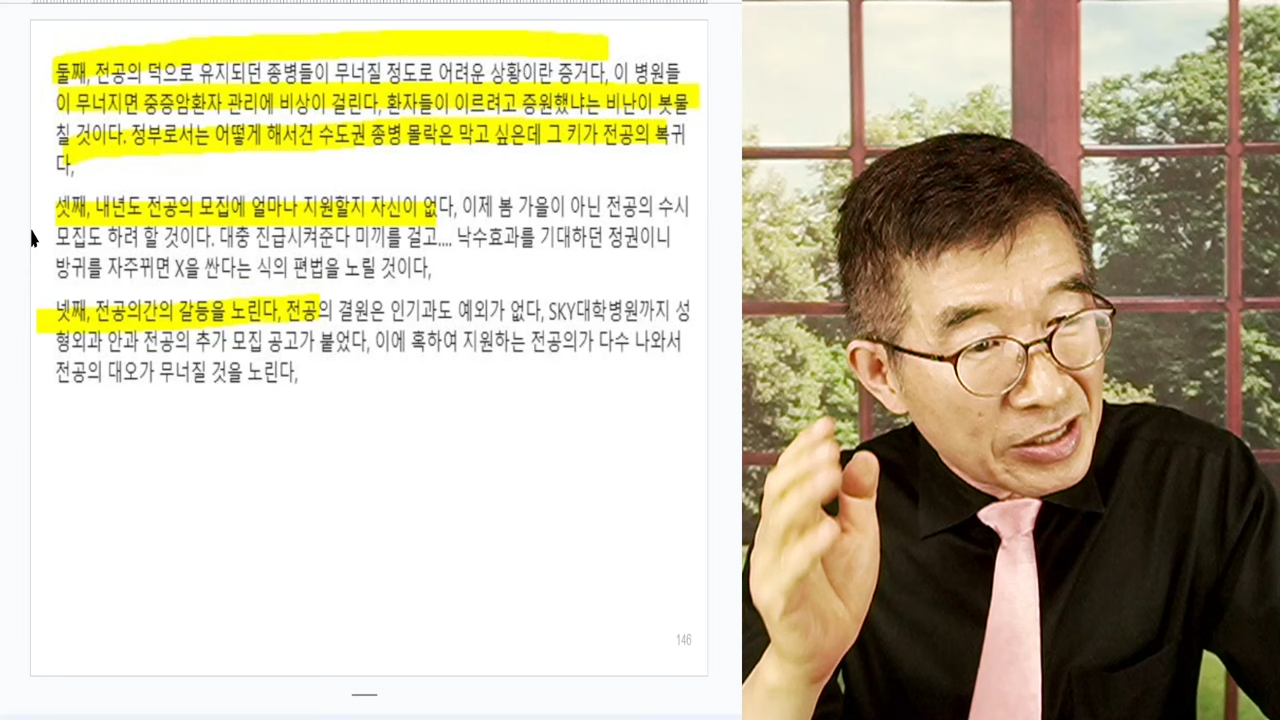 둘째, 전공의 덕으로 유지되던 종병들이 무너질 정도로 어려운 상황이란 증거다, 이 병원들
이 무너지면 중증암환자 관리에 비상이 걸린다, 환자들이 이르려고 증원했냐는 비난이 봇물
칠 것이다. 정부로서는 어떻게 해서건 수도권 종병 몰락은 막고 싶은데 그 키가 전공의 복귀
다,
셋째, 내년도 전공의 모집에 얼마나 지원할지 자신이 없다, 이제 봄 가을이 아닌 전공의 수시
모집도 하려 할 것이다. 대충 진급시켜준다 미끼를 걸고.... 낙수효과를 기대하던 정권이니
방귀를 자주뀌면 X을 싼다는 식의 편법을 노릴 것이다,
넷째, 전공의간의 갈등을 노린다, 전공의 결원은 인기과도 예외가 없다, SKY대학병원까지 성
형외과 안과 전공의 추가 모집 공고가 붙었다, 이에 혹하여 지원하는 전공의가 다수 나와서
전공의 대오가 무너질 것을 노린다,
146